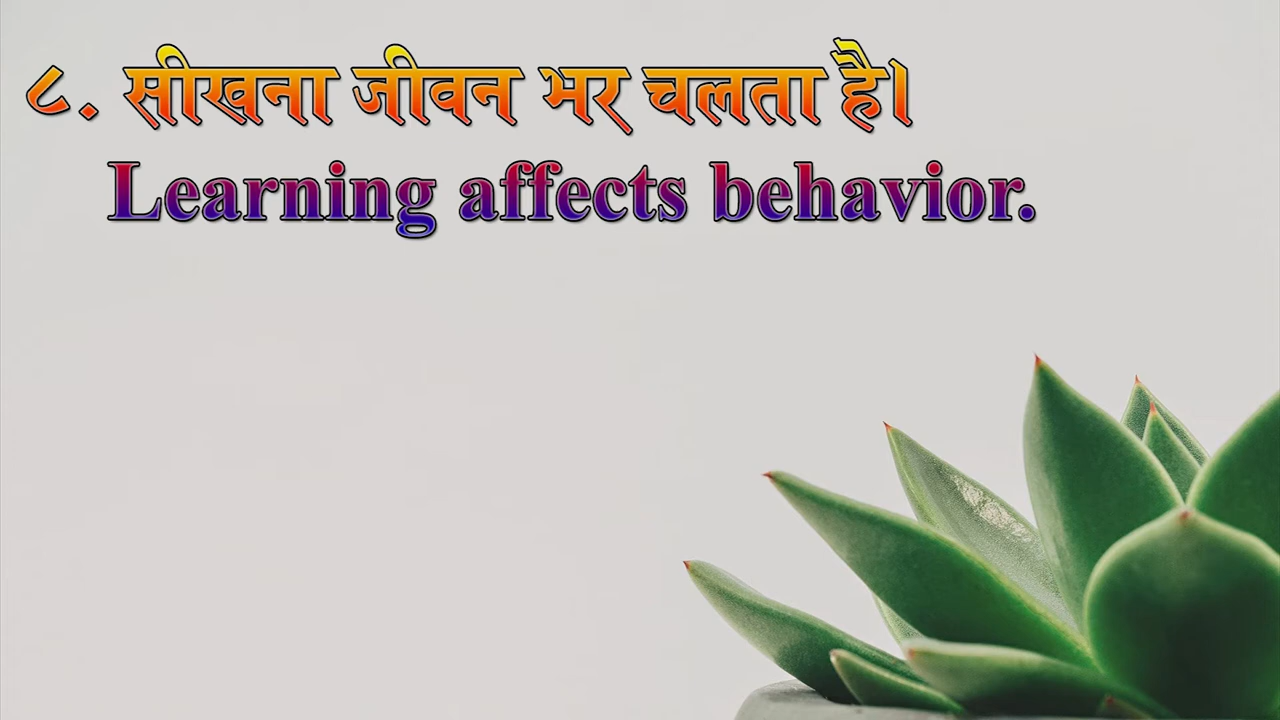 ८. सीखना जीवन भर चलता है।
Learning affects behavior.